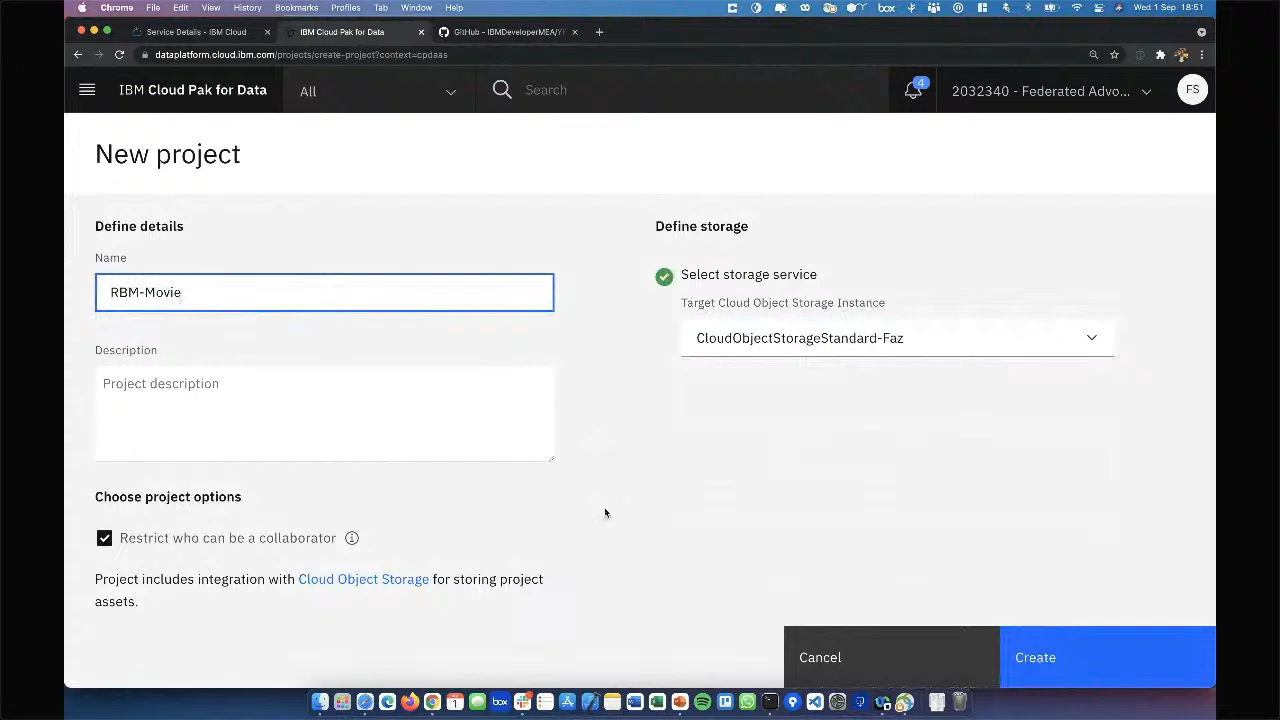 Chrome File Edit View History Bookmarks Profiles Tab Window Help
box
Wed 1 Sep 18:51
Service Details - IBM Cloud
IBM Cloud Pak for Data
GitHub - IBMDeveloperMEA/YI
dataplatform.cloud.ibm.com/projects/create-project?context=cpdaas
IBM Cloud Pak for Data
All
Search
4
2032340 - Federated Advo...
FS
New project
Define details
Define storage
Name
RBM-Movie
Select storage service
Target Cloud Object Storage Instance
CloudObjectStorageStandard-Faz
Description
Project description
Choose project options
Restrict who can be a collaborator
Project includes integration with Cloud Object Storage for storing project
assets.
Cancel
Create
box